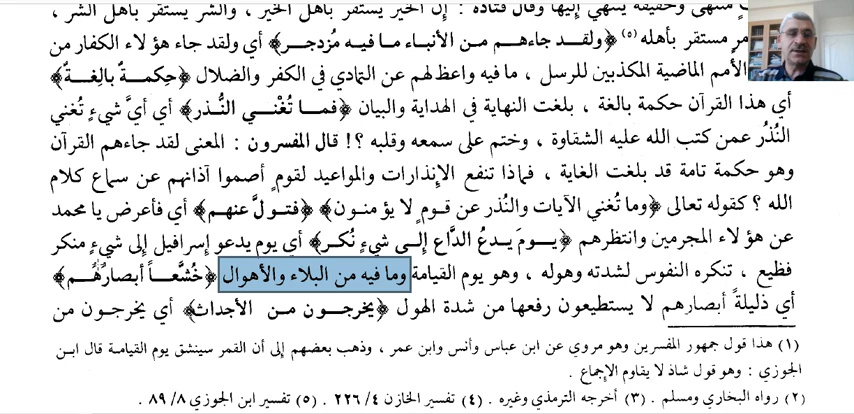 منتهى وحقيقة ينتهي إليها وقال قتادة : إن الخير يستقر بأهل الخير ، والشر يستقر بأهل الشر ،
مر مستقر بأهله (٥) ﴿ولقد جاءهم من الأنباء ما فيه مُزدجر﴾ أي ولقد جاء هؤلاء الكفار من
الأمم الماضية المكذبين للرسل ، ما فيه واعظ لهم عن التمادي في الكفر والضلال ﴿حِكمةٌ بالِغةٌ﴾
أي هذا القرآن حكمة بالغة ، بلغت النهاية في الهداية والبيان ﴿فما تُغْني النُّذر﴾ أي أيَّ شيءٍ تُغني
النُذُر عمن كتب الله عليه الشقاوة ، وختم على سمعه وقلبه ؟! قال المفسرون : المعنى لقد جاءهم القرآن
وهو حكمة تامة قد بلغت الغاية ، فماذا تنفع الإنذارات والمواعيد لقومٍ أصموا آذانهم عن سماع كلام
الله ؟ كقوله تعالى ﴿وما تُغني الآيات والنُذر عن قومٍ لا يؤمنون﴾ ﴿فتولَّ عنهم﴾ أي فأعرض يا محمد
عن هؤلاء المجرمين وانتظرهم ﴿يوم يدعُ الدَّاع إلى شيءٍ نُكر﴾ أي يوم يدعو إسرافيل إلى شيءٍ منكر
فظيع ، تنكره النفوس لشدته وهوله ، وهو يوم القيامة وما فيه من البلاء والأهوال ﴿خُشَّعاً أبصارُهُم﴾
أي ذليلةً أبصارهم لا يستطيعون رفعها من شدة الهول ﴿يخرجون من الأجداث﴾ أي يخرجون من
(١) هذا قول جمهور المفسرين وهو مروي عن ابن عباس وأنس وابن عمر ، وذهب بعضهم إلى أن القمر سينشق يوم القيامة قال ابن
الجوزي : وهو قول شاذ لا يقاوم الإجماع .
(٢) رواه البخاري ومسلم . (٣) أخرجه الترمذي وغيره . (٤) تفسير الخازن ٤/ ٢٢٦ . (٥) تفسير ابن الجوزي ٨/ ٨٩ .